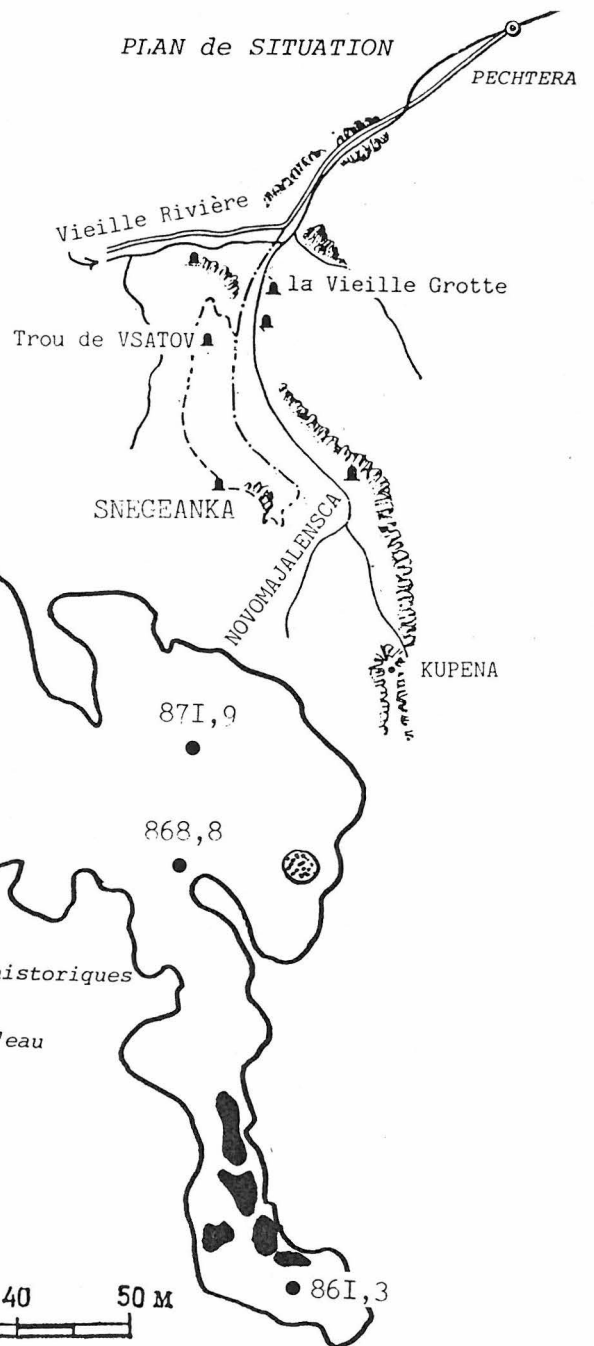 PLAN de SITUATION
PECHTERA
Vieille Rivière
la Vieille Grotte
Trou de VSATOV
SNEGEANKA
NOVOMAJALENSCA
KUPENA
87I,9
868,8
historiques
'eau
86I,3
40 50 M